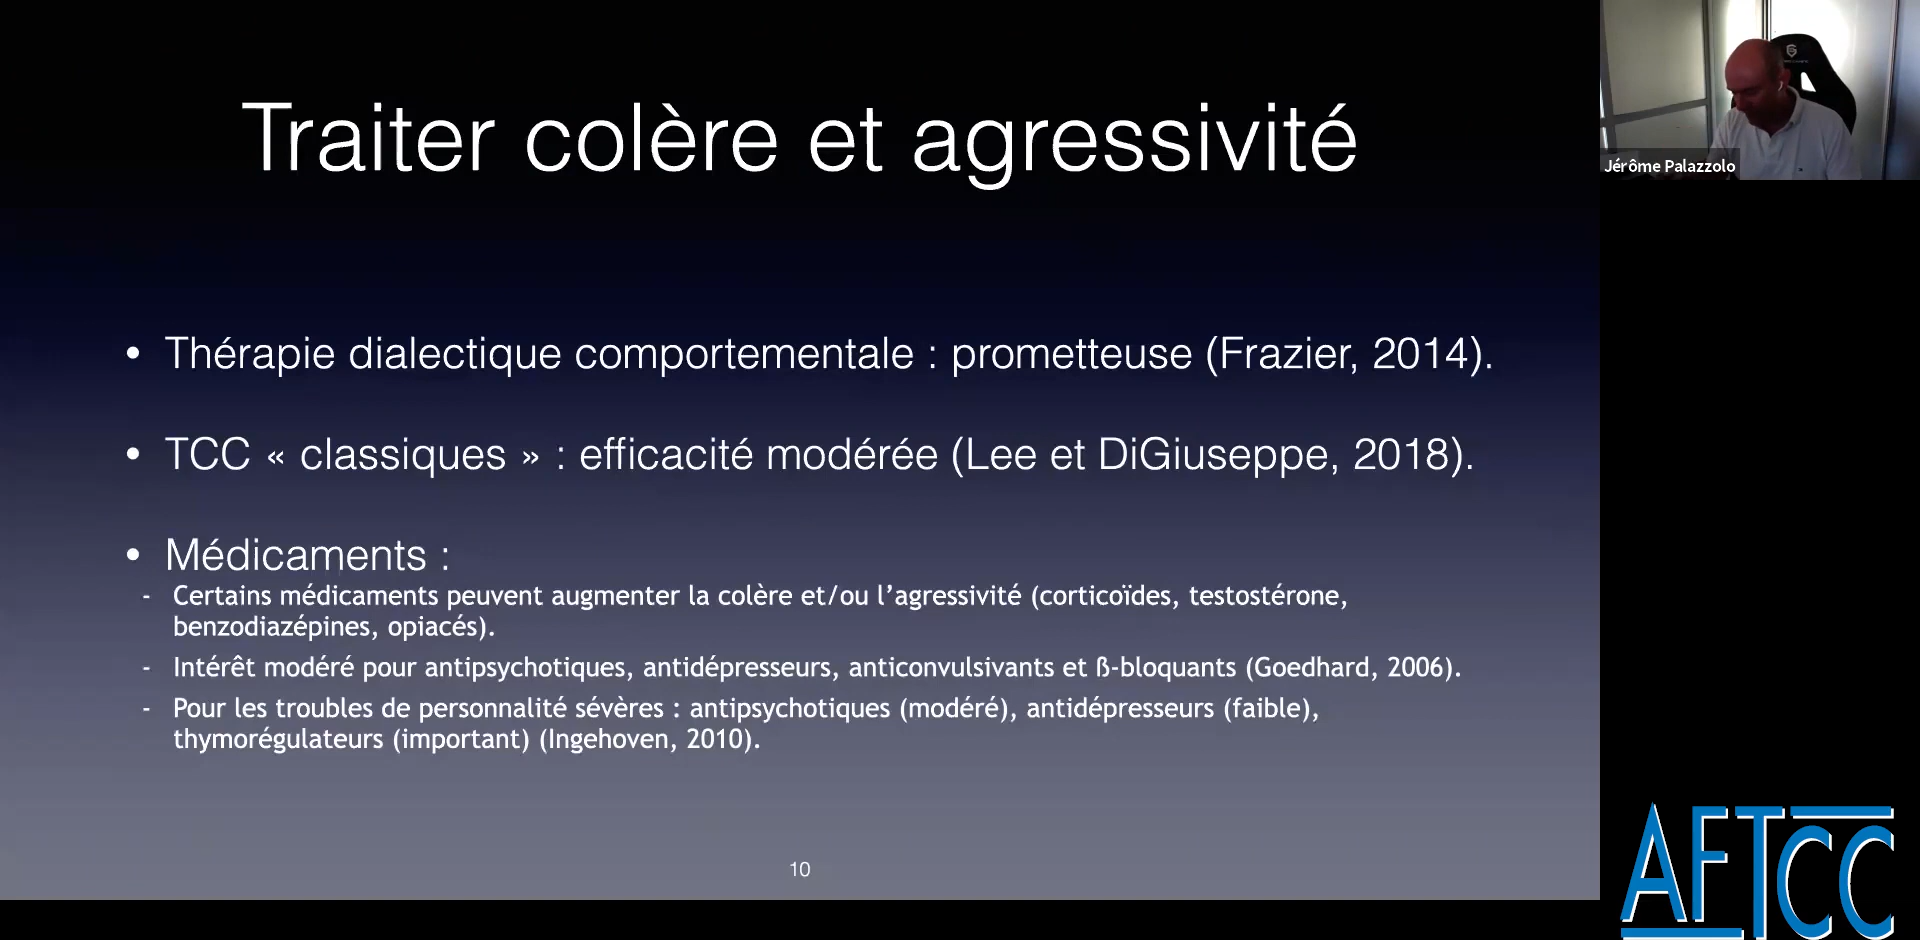 Traiter colère et agressivité
Jérôme Palazzolo
• Thérapie dialectique comportementale : prometteuse (Frazier, 2014).
• TCC « classiques » : efficacité modérée (Lee et DiGiuseppe, 2018).
• Médicaments :
- Certains médicaments peuvent augmenter la colère et/ou l’agressivité (corticoïdes, testostérone,
benzodiazépines, opiacés).
- Intérêt modéré pour antipsychotiques, antidépresseurs, anticonvulsivants et ß-bloquants (Goedhard, 2006).
- Pour les troubles de personnalité sévères : antipsychotiques (modéré), antidépresseurs (faible),
thymorégulateurs (important) (Ingehoven, 2010).
10
AFTCC